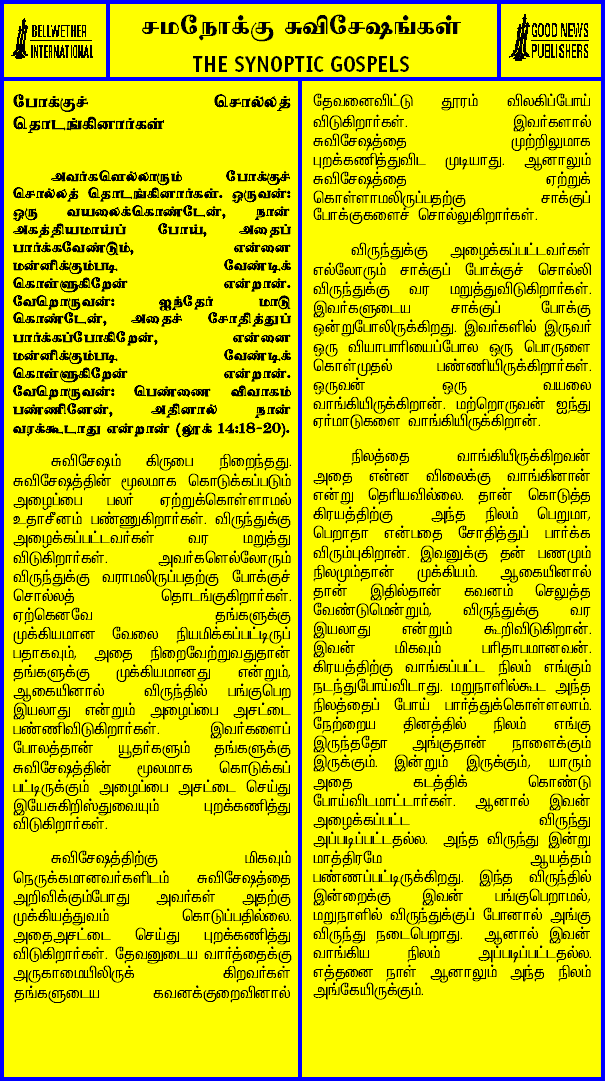 BELLWETHER
INTERNATIONAL
சமநோக்கு சுவிசேஷங்கள்
THE SYNOPTIC GOSPELS
GOOD NEWS
PUBLISHERS
போக்குச் சொல்லத்
தொடங்கினார்கள்
அவர்களெல்லாரும் போக்குச்
சொல்லத் தொடங்கினார்கள். ஒருவன்:
ஒரு வயலைக்கொண்டேன், நான்
அகத்தியமாய்ப் போய், அதைப்
பார்க்கவேண்டும், என்னை
மன்னிக்கும்படி வேண்டிக்
கொள்ளுகிறேன் என்றான்.
வேறொருவன்: ஐந்தேர் மாடு
கொண்டேன், அதைச் சோதித்துப்
பார்க்கப்போகிறேன், என்னை
மன்னிக்கும்படி வேண்டிக்
கொள்ளுகிறேன் என்றான்.
வேறொருவன்: பெண்ணை விவாகம்
பண்ணினேன், அதினால் நான்
வரக்கூடாது என்றான் (லூக் 14:18-20).
சுவிசேஷம் கிருபை நிறைந்தது.
சுவிசேஷத்தின் மூலமாக கொடுக்கப்படும்
அழைப்பை பலர் ஏற்றுக்கொள்ளாமல்
உதாசீனம் பண்ணுகிறார்கள். விருந்துக்கு
அழைக்கப்பட்டவர்கள் வர மறுத்து
விடுகிறார்கள். அவர்களெல்லோரும்
விருந்துக்கு வராமலிருப்பதற்கு போக்குச்
சொல்லத் தொடங்குகிறார்கள்.
ஏற்கெனவே தங்களுக்கு
முக்கியமான வேலை நியமிக்கப்பட்டிருப்
பதாகவும், அதை நிறைவேற்றுவதுதான்
தங்களுக்கு முக்கியமானது என்றும்,
ஆகையினால் விருந்தில் பங்குபெற
இயலாது என்றும் அழைப்பை அசட்டை
பண்ணிவிடுகிறார்கள். இவர்களைப்
போலத்தான் யூதர்களும் தங்களுக்கு
சுவிசேஷத்தின் மூலமாக கொடுக்கப்
பட்டிருக்கும் அழைப்பை அசட்டை செய்து
இயேசுகிறிஸ்துவையும் புறக்கணித்து
விடுகிறார்கள்.
சுவிசேஷத்திற்கு மிகவும்
நெருக்கமானவர்களிடம் சுவிசேஷத்தை
அறிவிக்கும்போது அவர்கள் அதற்கு
முக்கியத்துவம் கொடுப்பதில்லை.
அதைஅசட்டை செய்து புறக்கணித்து
விடுகிறார்கள். தேவனுடைய வார்த்தைக்கு
அருகாமையிலிருக் கிறவர்கள்
தங்களுடைய கவனக்குறைவினால்
தேவனைவிட்டு தூரம் விலகிப்போய்
விடுகிறார்கள். இவர்களால்
சுவிசேஷத்தை முற்றிலுமாக
புறக்கணித்துவிட முடியாது. ஆனாலும்
சுவிசேஷத்தை ஏற்றுக்
கொள்ளாமலிருப்பதற்கு சாக்குப்
போக்குகளைச் சொல்லுகிறார்கள்.
விருந்துக்கு அழைக்கப்பட்டவர்கள்
எல்லோரும் சாக்குப் போக்குச் சொல்லி
விருந்துக்கு வர மறுத்துவிடுகிறார்கள்.
இவர்களுடைய சாக்குப் போக்கு
ஒன்றுபோலிருக்கிறது. இவர்களில் இருவர்
ஒரு வியாபாரியைப்போல ஒரு பொருளை
கொள்முதல் பண்ணியிருக்கிறார்கள்.
ஒருவன் ஒரு வயலை
வாங்கியிருக்கிறான். மற்றொருவன் ஐந்து
ஏர்மாடுகளை வாங்கியிருக்கிறான்.
நிலத்தை வாங்கியிருக்கிறவன்
அதை என்ன விலைக்கு வாங்கினான்
என்று தெரியவில்லை. தான் கொடுத்த
கிரயத்திற்கு அந்த நிலம் பெறுமா,
பெறாதா என்பதை சோதித்துப் பார்க்க
விரும்புகிறான். இவனுக்கு தன் பணமும்
நிலமும்தான் முக்கியம். ஆகையினால்
தான் இதில்தான் கவனம் செலுத்த
வேண்டுமென்றும், விருந்துக்கு வர
இயலாது என்றும் கூறிவிடுகிறான்.
இவன் மிகவும் பரிதாபமானவன்.
கிரயத்திற்கு வாங்கப்பட்ட நிலம் எங்கும்
நடந்துபோய்விடாது. மறுநாளில்கூட அந்த
நிலத்தைப் போய் பார்த்துக்கொள்ளலாம்.
நேற்றைய தினத்தில் நிலம் எங்கு
இருந்ததோ அங்குதான் நாளைக்கும்
இருக்கும். இன்றும் இருக்கும், யாரும்
அதை கடத்திக் கொண்டு
போய்விடமாட்டார்கள். ஆனால் இவன்
அழைக்கப்பட்ட விருந்து
அப்படிப்பட்டதல்ல. அந்த விருந்து இன்று
மாத்திரமே ஆயத்தம்
பண்ணப்பட்டிருக்கிறது. இந்த விருந்தில்
இன்றைக்கு இவன் பங்குபெறாமல்,
மறுநாளில் விருந்துக்குப் போனால் அங்கு
விருந்து நடைபெறாது. ஆனால் இவன்
வாங்கிய நிலம் அப்படிப்பட்டதல்ல.
எத்தனை நாள் ஆனாலும் அந்த நிலம்
அங்கேயிருக்கும்.